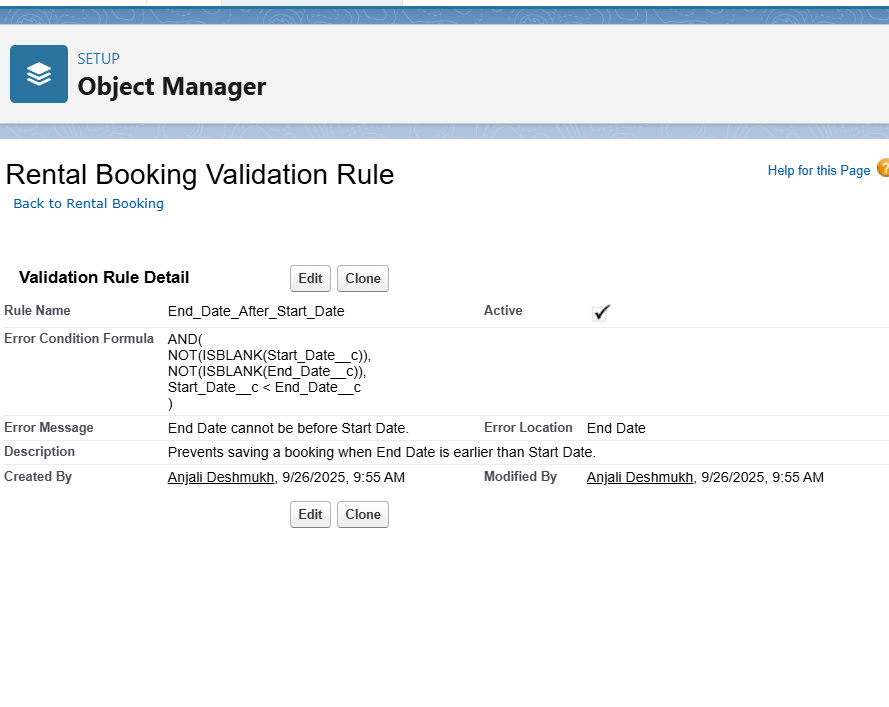 SETUP
Object Manager
Rental Booking Validation Rule
Help for this Page ?
Back to Rental Booking
Validation Rule Detail Edit Clone
Rule Name End_Date_After_Start_Date Active
Error Condition Formula AND(
NOT(ISBLANK(Start_Date__c)),
NOT(ISBLANK(End_Date__c)),
Start_Date__c < End_Date__c
)
Error Message End Date cannot be before Start Date. Error Location End Date
Description Prevents saving a booking when End Date is earlier than Start Date.
Created By Anjali Deshmukh, 9/26/2025, 9:55 AM Modified By Anjali Deshmukh, 9/26/2025, 9:55 AM
Edit Clone